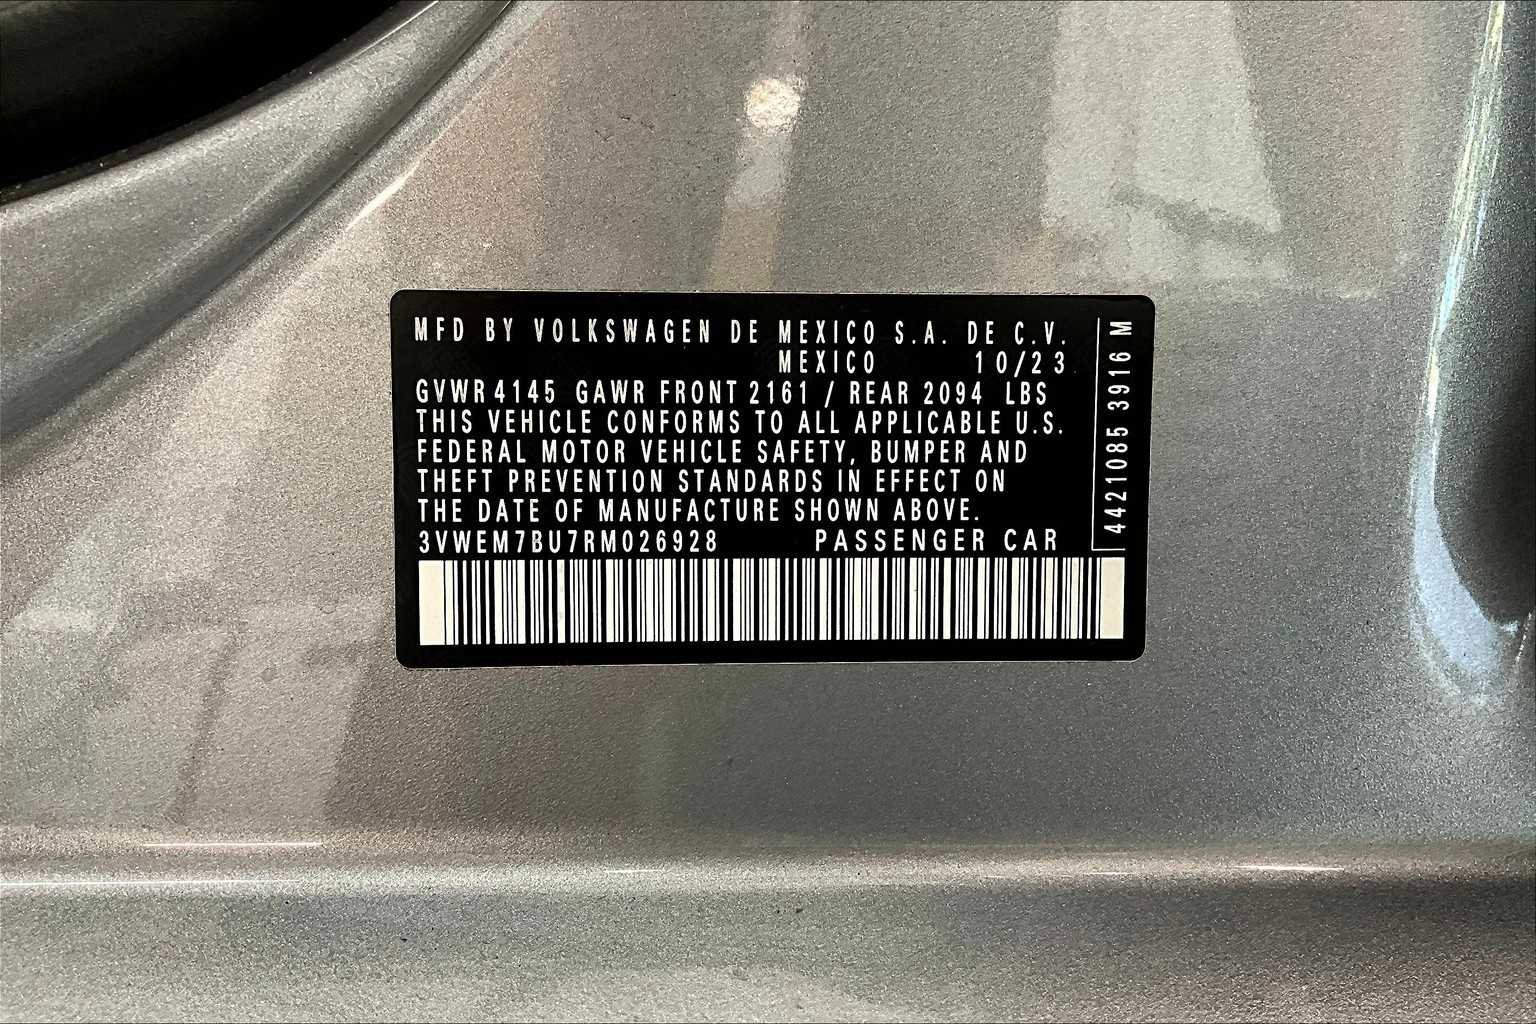 MFD BY VOLKSWAGEN DE MEXICO S.A. DE C.V.
MEXICO 10/23
GVWR 4145 GAWR FRONT 2161 / REAR 2094 LBS
THIS VEHICLE CONFORMS TO ALL APPLICABLE U.S.
FEDERAL MOTOR VEHICLE SAFETY, BUMPER AND
THEFT PREVENTION STANDARDS IN EFFECT ON
THE DATE OF MANUFACTURE SHOWN ABOVE.
3VWEM7BU7RM026928 PASSENGER CAR
4421085 3916 M